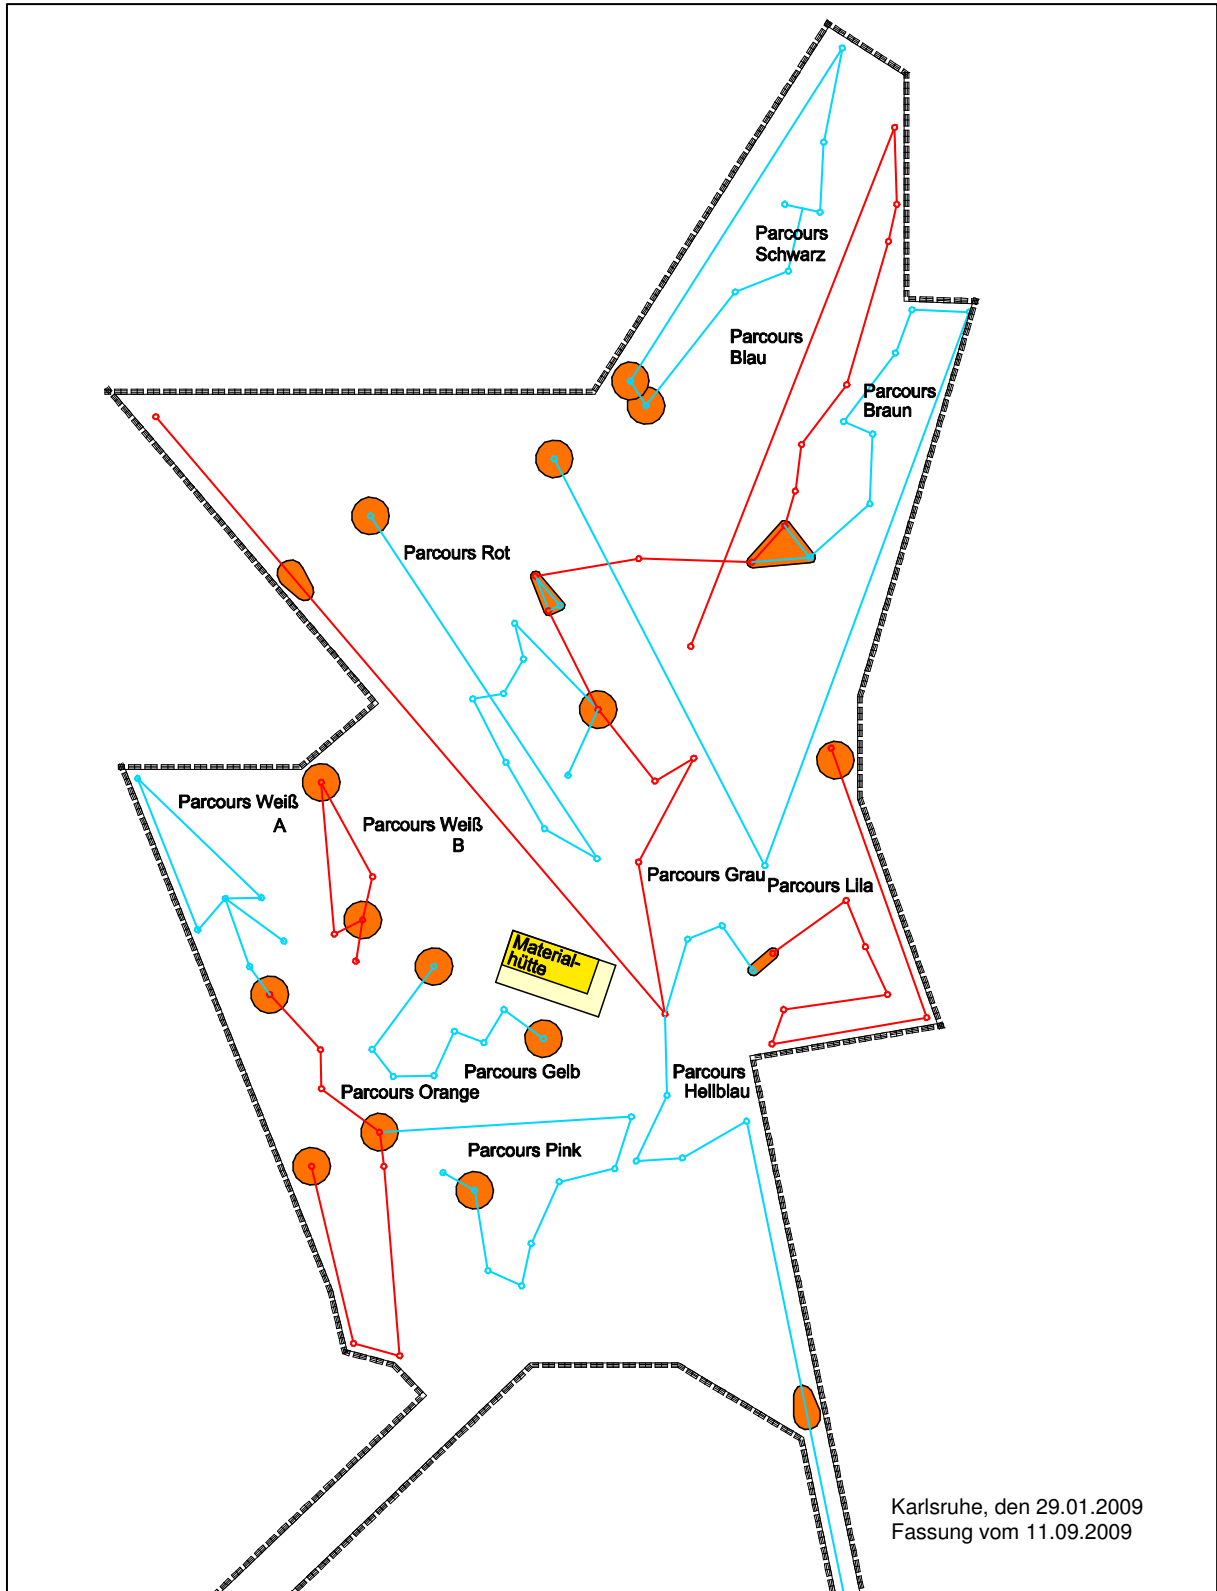 Parcours
Schwarz
Parcours
Blau
Parcours
Braun
Parcours Rot
Parcours Weiß
A
Parcours Weiß
B
Parcours Grau
Parcours Lila
Material-
hütte
Parcours Gelb
Parcours
Hellblau
Parcours Orange
Parcours Pink
Karlsruhe, den 29.01.2009
Fassung vom 11.09.2009